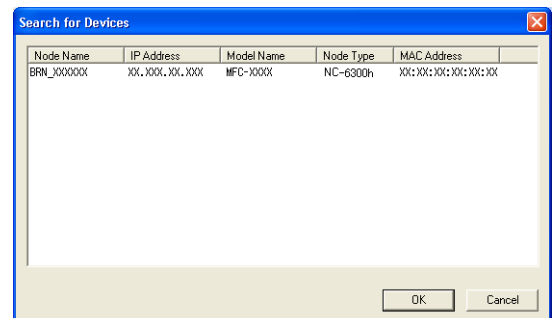 Search for Devices
Node Name IP Address Model Name Node Type MAC Address
BRN_XXXXXX XX.XXX.XX.XXX MFC-XXXX NC-6300h XX:XX:XX:XX:XX:XX
OK Cancel